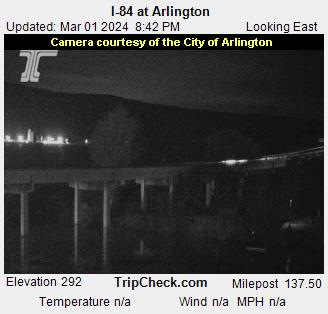 I-84 at Arlington
Updated: Mar 01 2024 8:42 PM Looking East
Camera courtesy of the City of Arlington
Elevation 292 TripCheck.com Milepost 137.50
Temperature n/a Wind n/a MPH n/a